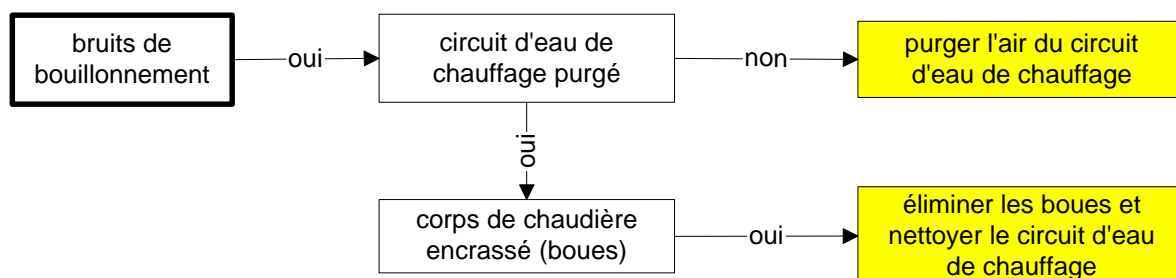 bruits de
bouillonnement
oui
circuit d'eau de
chauffage purgé
non
purger l'air du circuit
d'eau de chauffage
oui
corps de chaudière
encrassé (boues)
oui
éliminer les boues et
nettoyer le circuit d'eau
de chauffage